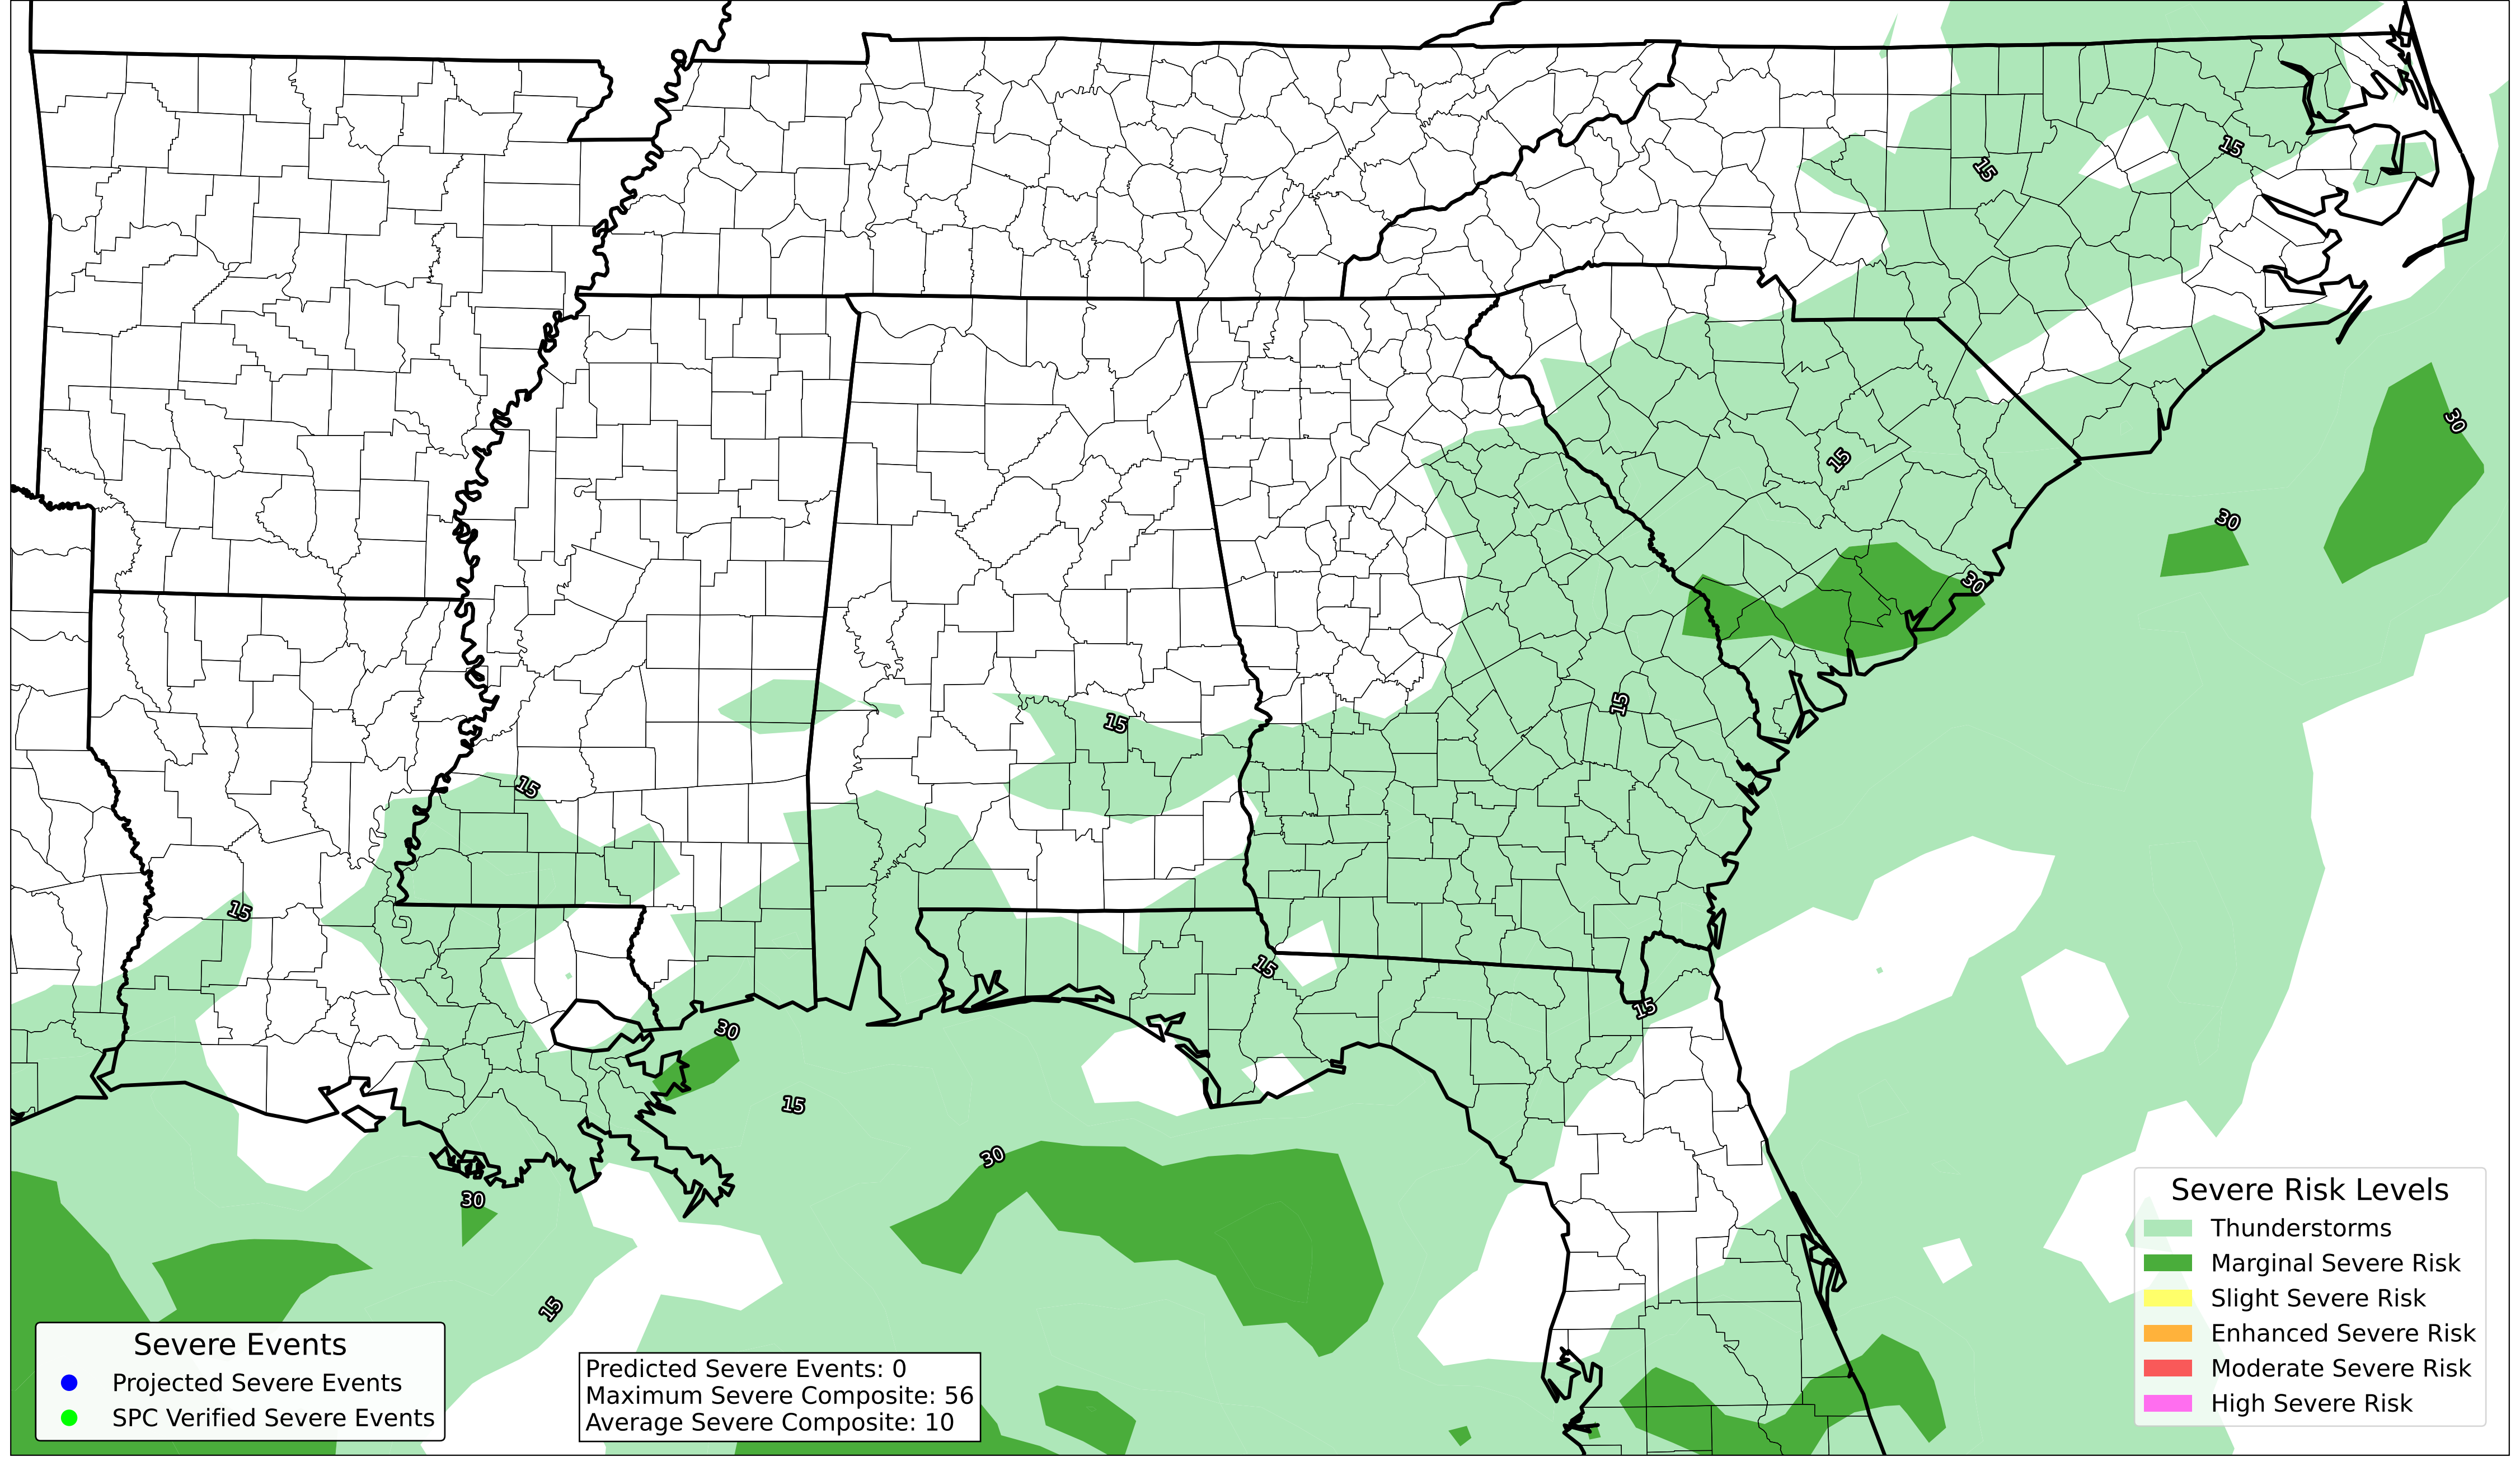 15
15
30
15
30
30
15
15
15
15
15
15
30
15
30
30
15
Severe Events
Projected Severe Events
SPC Verified Severe Events
Predicted Severe Events: 0
Maximum Severe Composite: 56
Average Severe Composite: 10
Severe Risk Levels
Thunderstorms
Marginal Severe Risk
Slight Severe Risk
Enhanced Severe Risk
Moderate Severe Risk
High Severe Risk